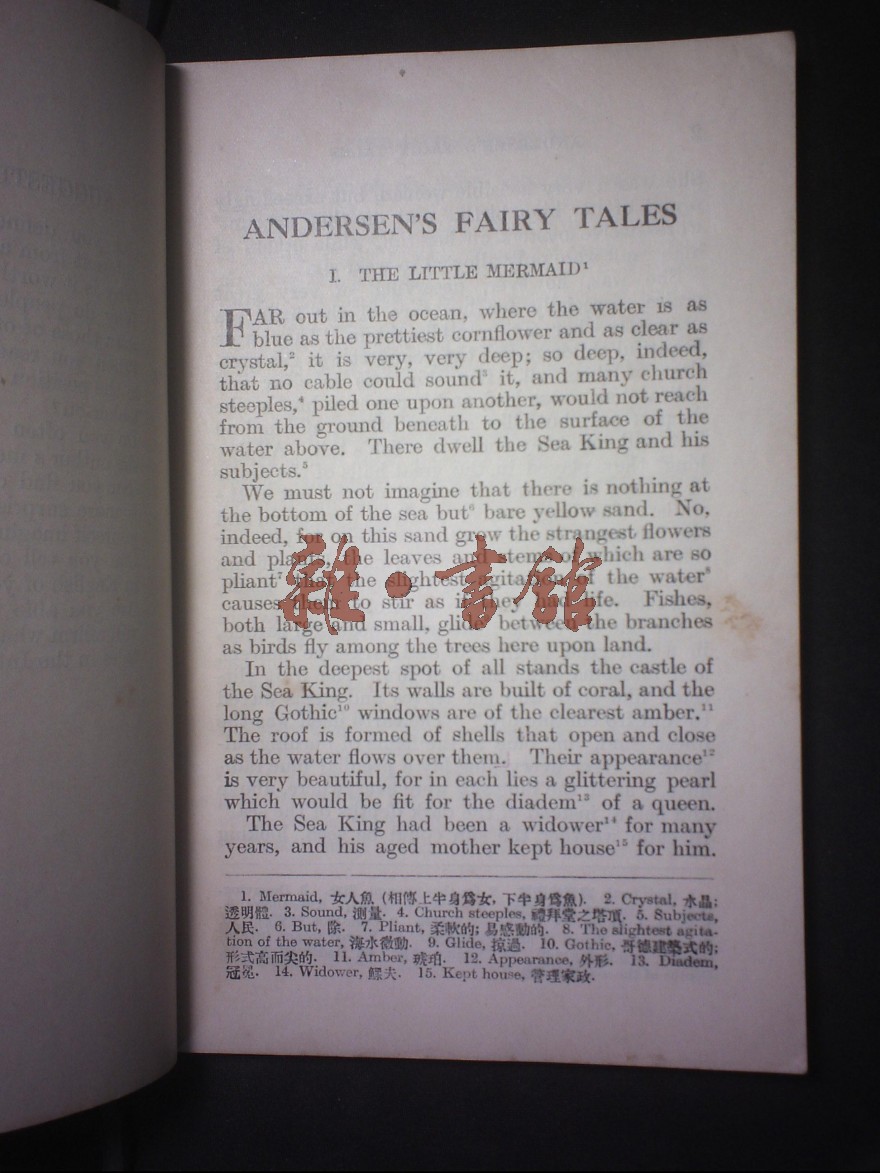 ANDERSEN'S FAIRY TALES
I. THE LITTLE MERMAID¹
FAR out in the ocean, where the water is as
blue as the prettiest cornflower and as clear as
crystal,² it is very, very deep; so deep, indeed,
that no cable could sound³ it, and many church
steeples,⁴ piled one upon another, would not reach
from the ground beneath to the surface of the
water above. There dwell the Sea King and his
subjects.⁵
We must not imagine that there is nothing at
the bottom of the sea but⁶ bare yellow sand. No,
indeed, for on this sand grow the strangest flowers
and plants, the leaves and stems of which are so
pliant⁷ that the slightest agitation of the water⁸
causes them to stir as if they had life. Fishes,
both large and small, glide⁹ between the branches
as birds fly among the trees here upon land.
In the deepest spot of all stands the castle of
the Sea King. Its walls are built of coral, and the
long Gothic¹⁰ windows are of the clearest amber.¹¹
The roof is formed of shells that open and close
as the water flows over them. Their appearance¹²
is very beautiful, for in each lies a glittering pearl
which would be fit for the diadem¹³ of a queen.
The Sea King had been a widower¹⁴ for many
years, and his aged mother kept house¹⁵ for him.
1. Mermaid, 女人魚 (相傳上半身爲女, 下半身爲魚). 2. Crystal, 水晶;
透明體. 3. Sound, 測量. 4. Church steeples, 禮拜堂之塔頂. 5. Subjects,
人民. 6. But, 除. 7. Pliant, 柔軟的; 易感動的. 8. The slightest agita-
tion of the water, 海水微動. 9. Glide, 掠過. 10. Gothic, 哥德建築式的;
形式高而尖的. 11. Amber, 琥珀. 12. Appearance, 外形. 13. Diadem,
冠冕. 14. Widower, 鰥夫. 15. Kept house, 管理家政.
雜·書館